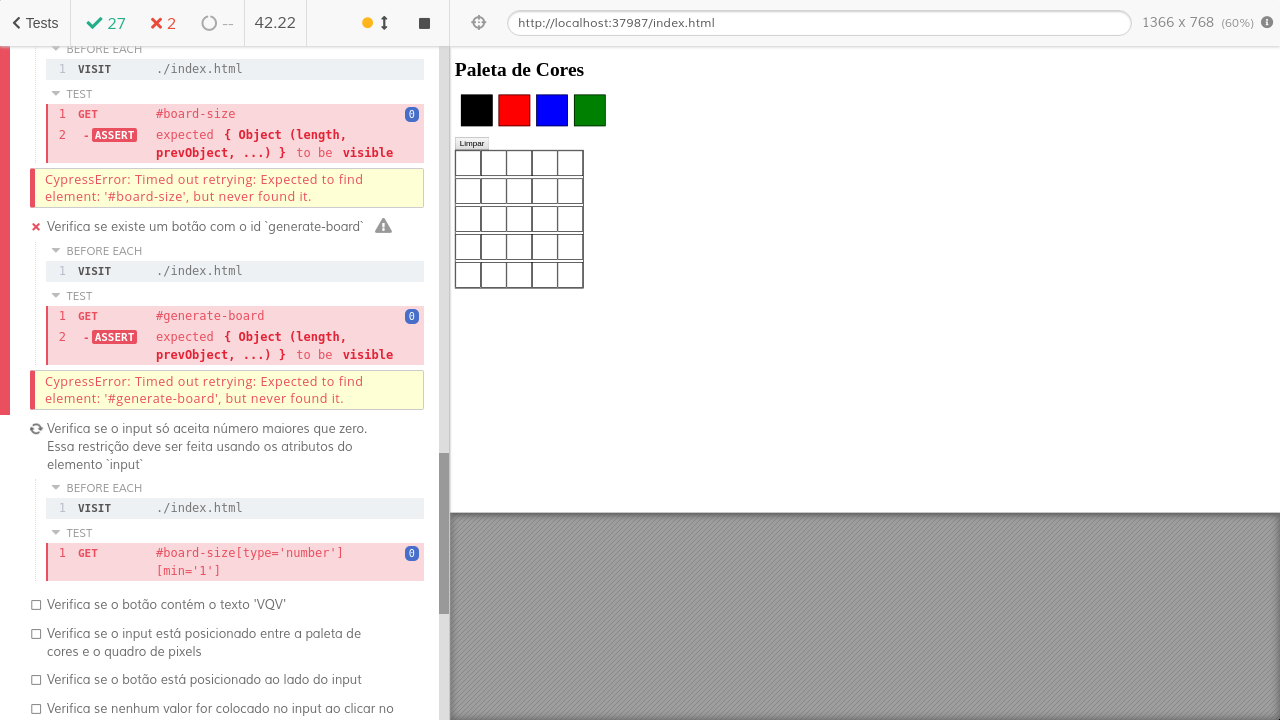 Tests 27 2 -- 42.22
http://localhost:37987/index.html 1366 x 768 (60%)
BEFORE EACH
1 VISIT ./index.html
TEST
1 GET #board-size 0
2 -ASSERT expected { Object (length,
prevObject, ...) } to be visible
CypressError: Timed out retrying: Expected to find
element: '#board-size', but never found it.
Verifica se existe um botão com o id `generate-board`
BEFORE EACH
1 VISIT ./index.html
TEST
1 GET #generate-board 0
2 -ASSERT expected { Object (length,
prevObject, ...) } to be visible
CypressError: Timed out retrying: Expected to find
element: '#generate-board', but never found it.
Verifica se o input só aceita número maiores que zero.
Essa restrição deve ser feita usando os atributos do
elemento `input`
BEFORE EACH
1 VISIT ./index.html
TEST
1 GET #board-size[type='number'] 0
[min='1']
Verifica se o botão contém o texto 'VQV'
Verifica se o input está posicionado entre a paleta de
cores e o quadro de pixels
Verifica se o botão está posicionado ao lado do input
Verifica se nenhum valor for colocado no input ao clicar no
Paleta de Cores
Limpar